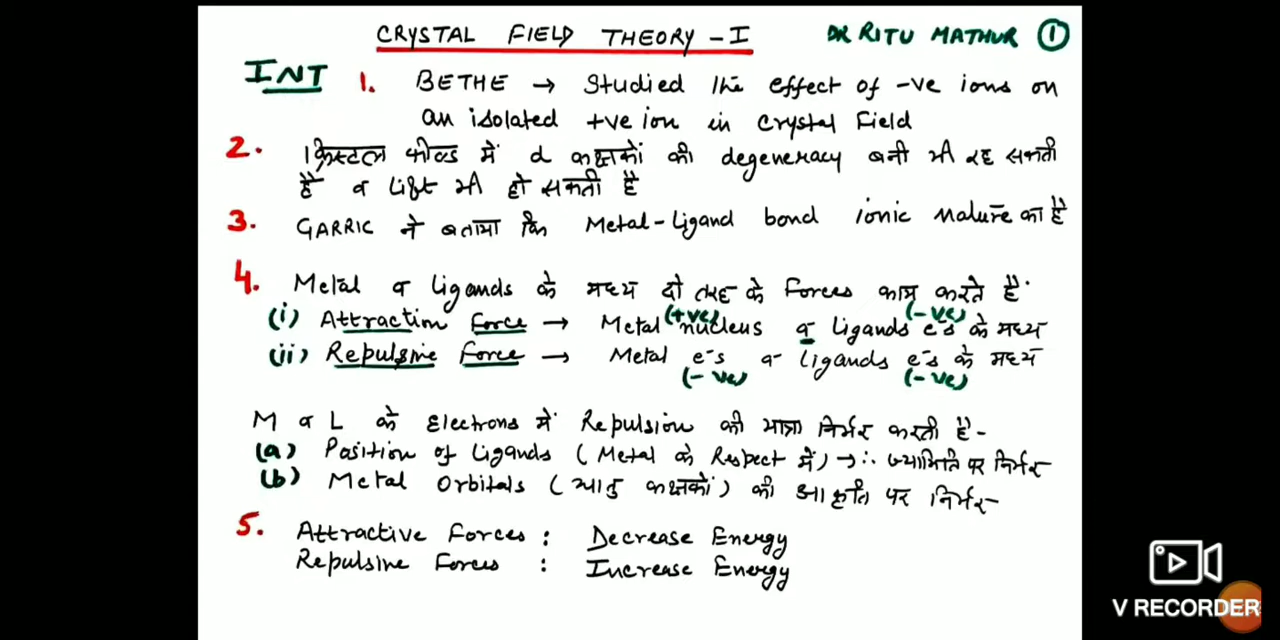 CRYSTAL FIELD THEORY - I
DR RITU MATHUR 1
INT
1. BETHE → Studied the effect of -ve ions on
an isolated +ve ion in Crystal Field
2. क्रिस्टल फील्ड में d कक्षकों की degeneracy बनी भी रह सकती
है व lift भी हो सकती है
3. GARRIC ने बताया कि Metal-Ligand bond ionic nature का है
4. Metal व ligands के मध्य दो तरह के Forces काम करते है.
(i) Attraction Force → Metal (+ve) nucleus व ligands (-ve) e-s के मध्य
(ii) Repulsive Force → Metal e-s व ligands e-s के मध्य
(-ve) (-ve)
M व L के electrons में Repulsion की मात्रा निर्भर करती है -
(a) Position of Ligands (Metal के Respect में) → ∴ ज्यामिति पर निर्भर
(b) Metal Orbitals (धातु कक्षकों) की आकृति पर निर्भर
5. Attractive Forces : Decrease Energy
Repulsive Forces : Increase Energy
V RECORDER